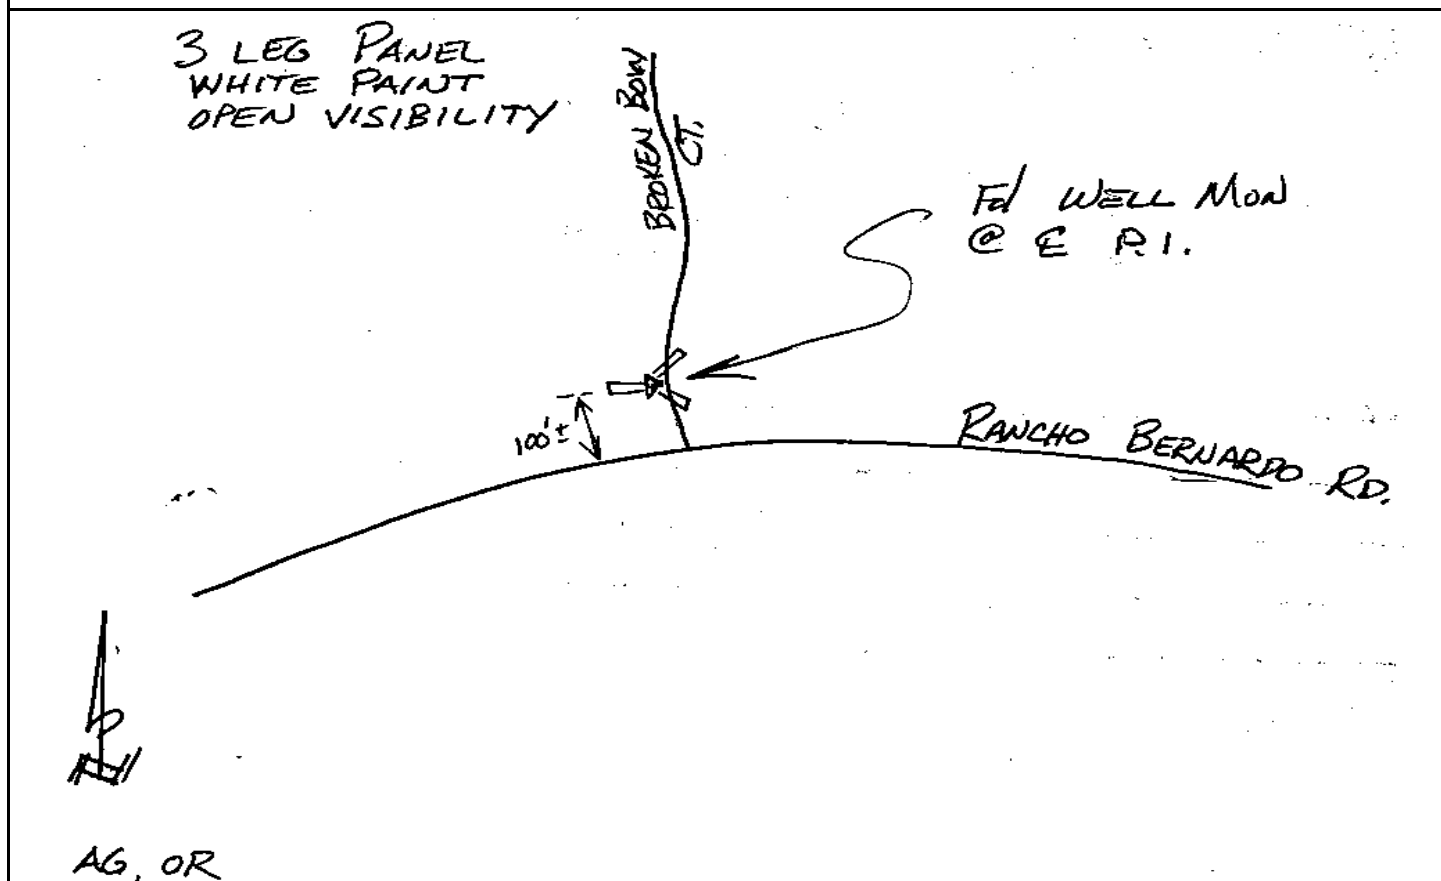 3 LEG PANEL
WHITE PAINT
OPEN VISIBILITY
BROKEN BOW
CT.
Fd WELL MON
@ ℄ P.I.
100'±
RANCHO BERNARDO RD.
N
AG, OR